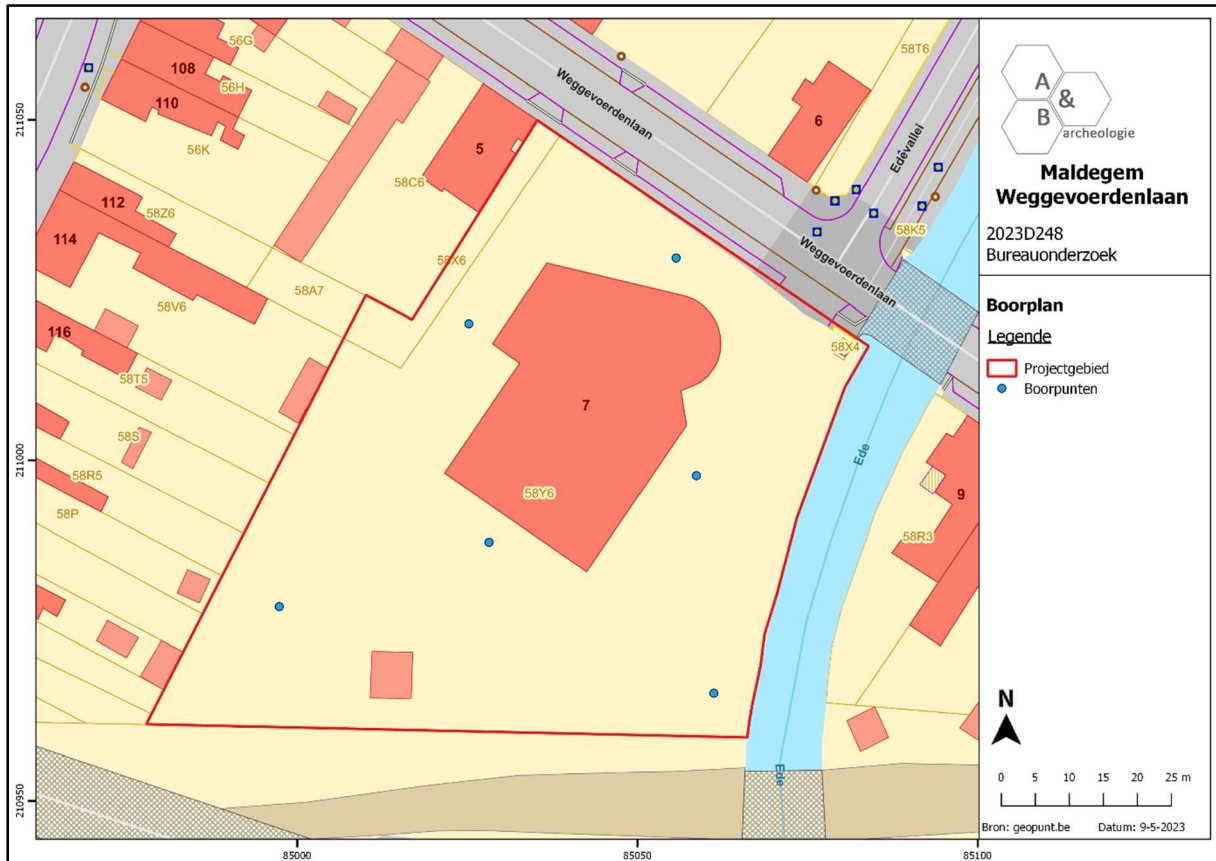 A &
B
archeologie
Maldegem
Weggevoerdenlaan
2023D248
Bureauonderzoek
Boorplan
Legende
Projectgebied
Boorpunten
N
0 5 10 15 20 25 m
Bron: geopunt.be Datum: 9-5-2023
56G
108
56H
110
56K
112
58Z6
114
58V6
58A7
116
58T5
58S
58R5
58P
58C6
5
58X6
Weggevoerdenlaan
6
58T6
Edevallei
58K5
Weggevoerdenlaan
58X4
7
58Y6
Ede
9
58R3
Ede
211050
211000
210950
85000
85050
85100